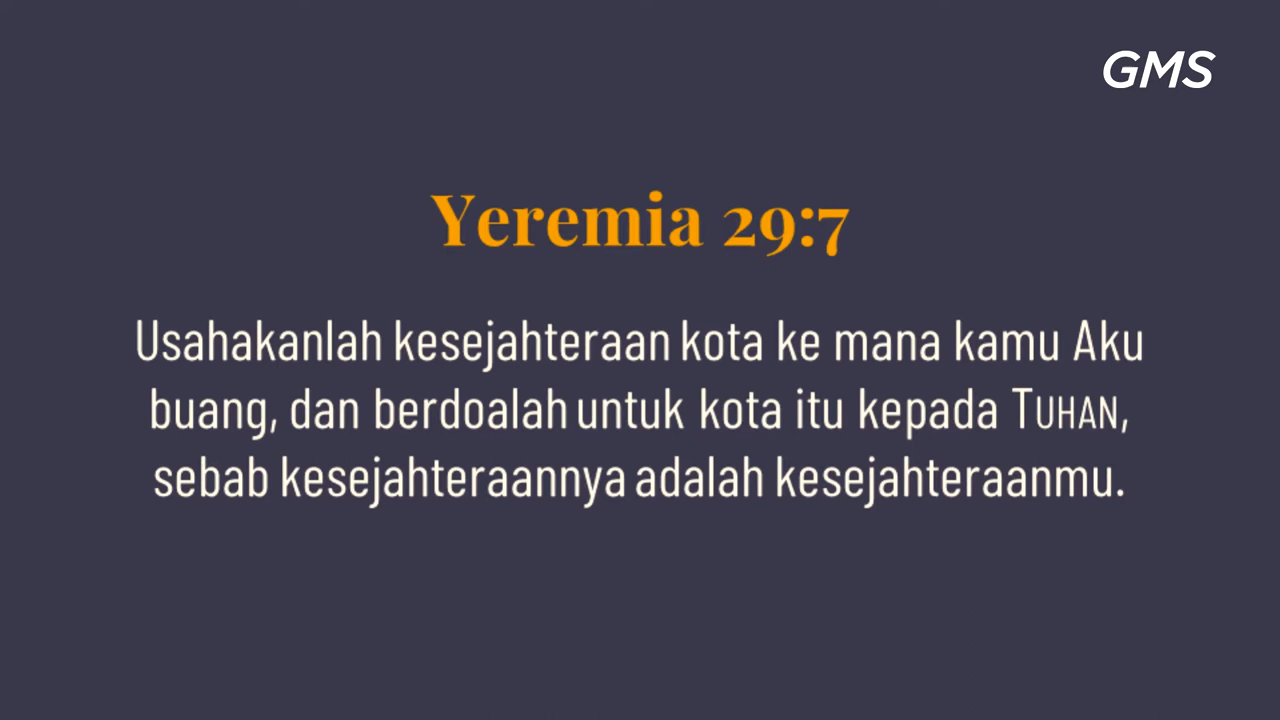 GMS
Yeremia 29:7
Usahakanlah kesejahteraan kota ke mana kamu Aku
buang, dan berdoalah untuk kota itu kepada TUHAN,
sebab kesejahteraannya adalah kesejahteraanmu.